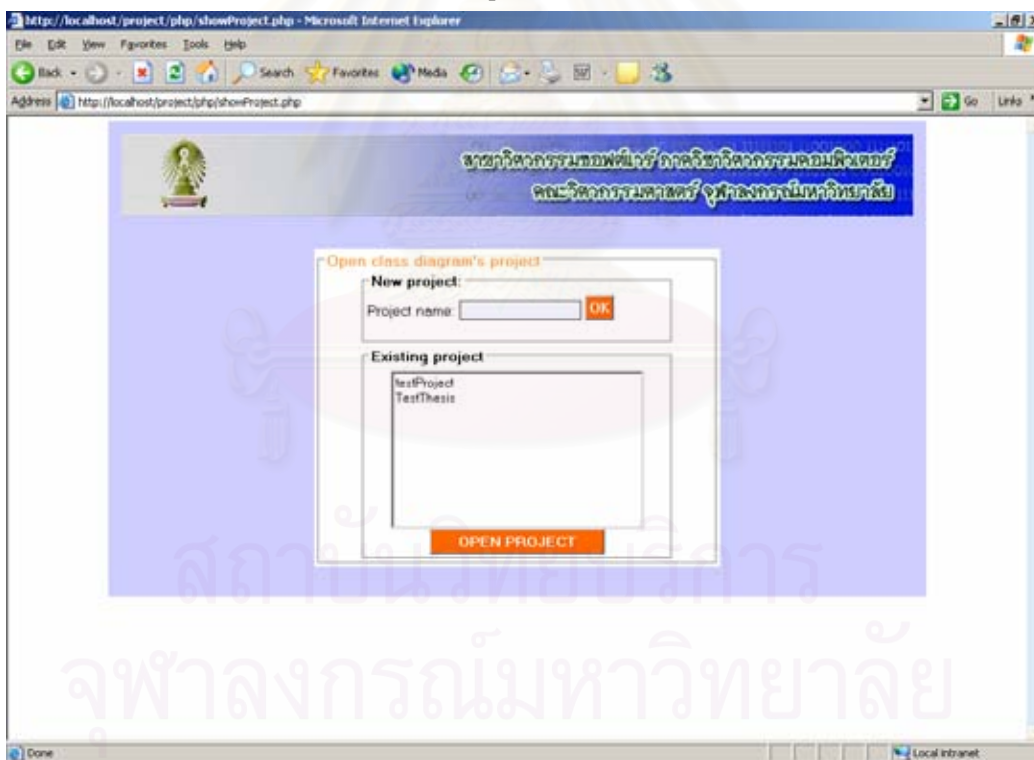 http://localhost/project/php/showProject.php - Microsoft Internet Explorer
File Edit View Favorites Tools Help
Back Search Favorites Media
Address http://localhost/project/php/showProject.php Go Links
สาขาวิศวกรรมซอฟต์แวร์ ภาควิชาวิศวกรรมคอมพิวเตอร์
คณะวิศวกรรมศาสตร์ จุฬาลงกรณ์มหาวิทยาลัย
Open class diagram's project
New project:
Project name: OK
Existing project
testProject
TestThesis
OPEN PROJECT
สถาบันวิทยบริการ
จุฬาลงกรณ์มหาวิทยาลัย
Done Local intranet